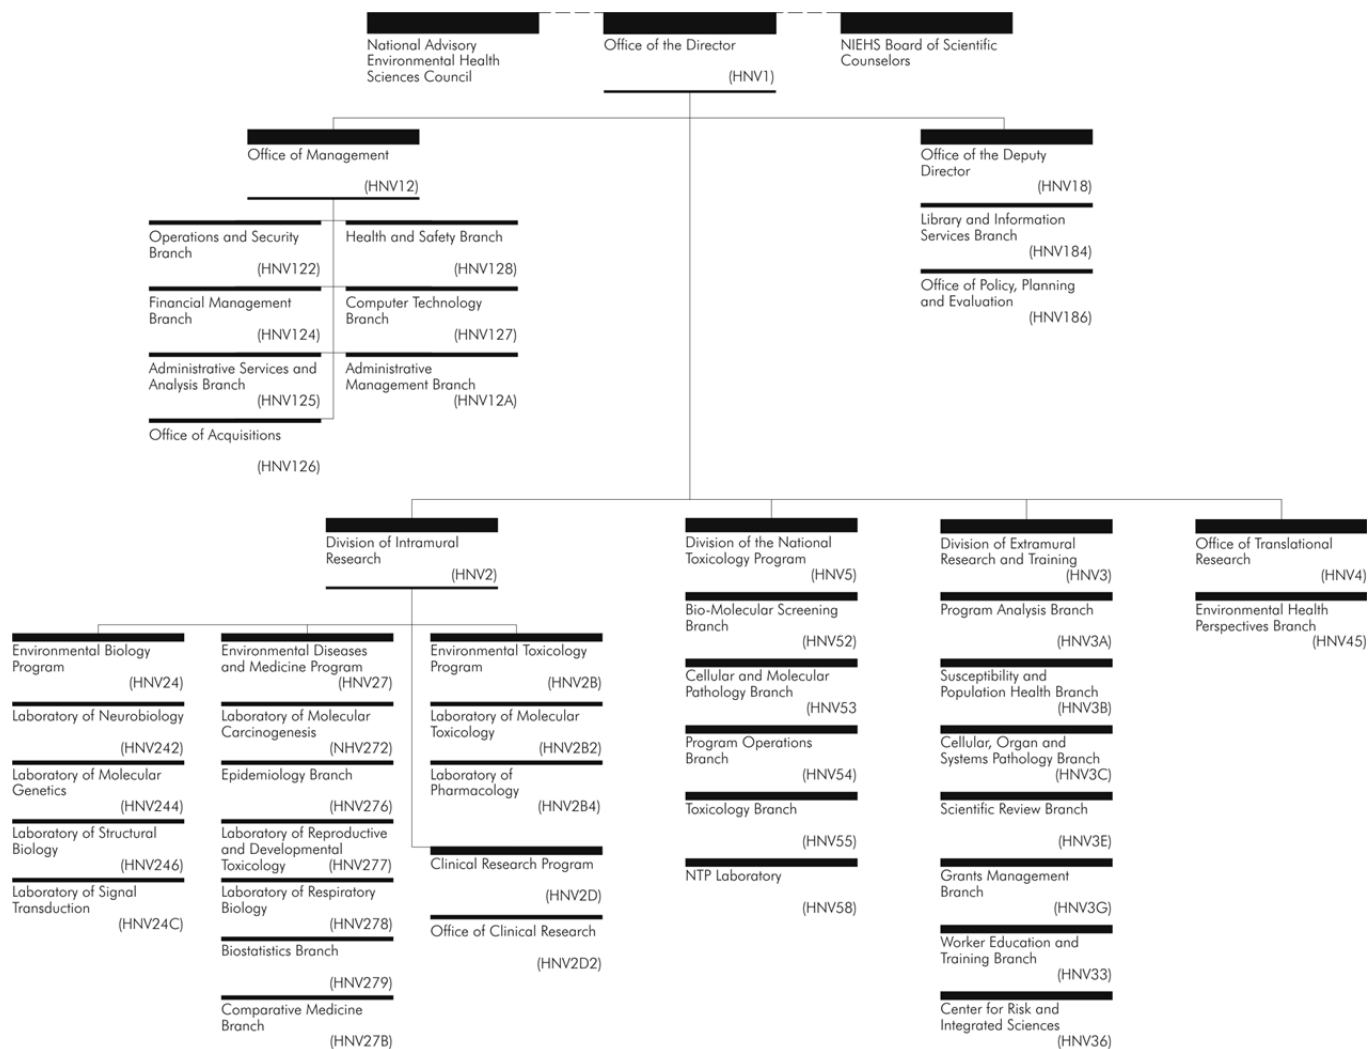 National Advisory
Environmental Health
Sciences Council
Office of the Director
(HNV1)
NIEHS Board of Scientific
Counselors
Office of Management
(HNV12)
Operations and Security
Branch
(HNV122)
Health and Safety Branch
(HNV128)
Financial Management
Branch
(HNV124)
Computer Technology
Branch
(HNV127)
Administrative Services and
Analysis Branch
(HNV125)
Administrative
Management Branch
(HNV12A)
Office of Acquisitions
(HNV126)
Office of the Deputy
Director
(HNV18)
Library and Information
Services Branch
(HNV184)
Office of Policy, Planning
and Evaluation
(HNV186)
Division of Intramural
Research
(HNV2)
Environmental Biology
Program
(HNV24)
Laboratory of Neurobiology
(HNV242)
Laboratory of Molecular
Genetics
(HNV244)
Laboratory of Structural
Biology
(HNV246)
Laboratory of Signal
Transduction
(HNV24C)
Environmental Diseases
and Medicine Program
(HNV27)
Laboratory of Molecular
Carcinogenesis
(NHV272)
Epidemiology Branch
(HNV276)
Laboratory of Reproductive
and Developmental
Toxicology (HNV277)
Laboratory of Respiratory
Biology
(HNV278)
Biostatistics Branch
(HNV279)
Comparative Medicine
Branch
(HNV27B)
Environmental Toxicology
Program
(HNV2B)
Laboratory of Molecular
Toxicology
(HNV2B2)
Laboratory of
Pharmacology
(HNV2B4)
Clinical Research Program
(HNV2D)
Office of Clinical Research
(HNV2D2)
Division of the National
Toxicology Program
(HNV5)
Bio-Molecular Screening
Branch
(HNV52)
Cellular and Molecular
Pathology Branch
(HNV53
Program Operations
Branch
(HNV54)
Toxicology Branch
(HNV55)
NTP Laboratory
(HNV58)
Division of Extramural
Research and Training
(HNV3)
Program Analysis Branch
(HNV3A)
Susceptibility and
Population Health Branch
(HNV3B)
Cellular, Organ and
Systems Pathology Branch
(HNV3C)
Scientific Review Branch
(HNV3E)
Grants Management
Branch
(HNV3G)
Worker Education and
Training Branch
(HNV33)
Center for Risk and
Integrated Sciences
(HNV36)
Office of Translational
Research
(HNV4)
Environmental Health
Perspectives Branch
(HNV45)